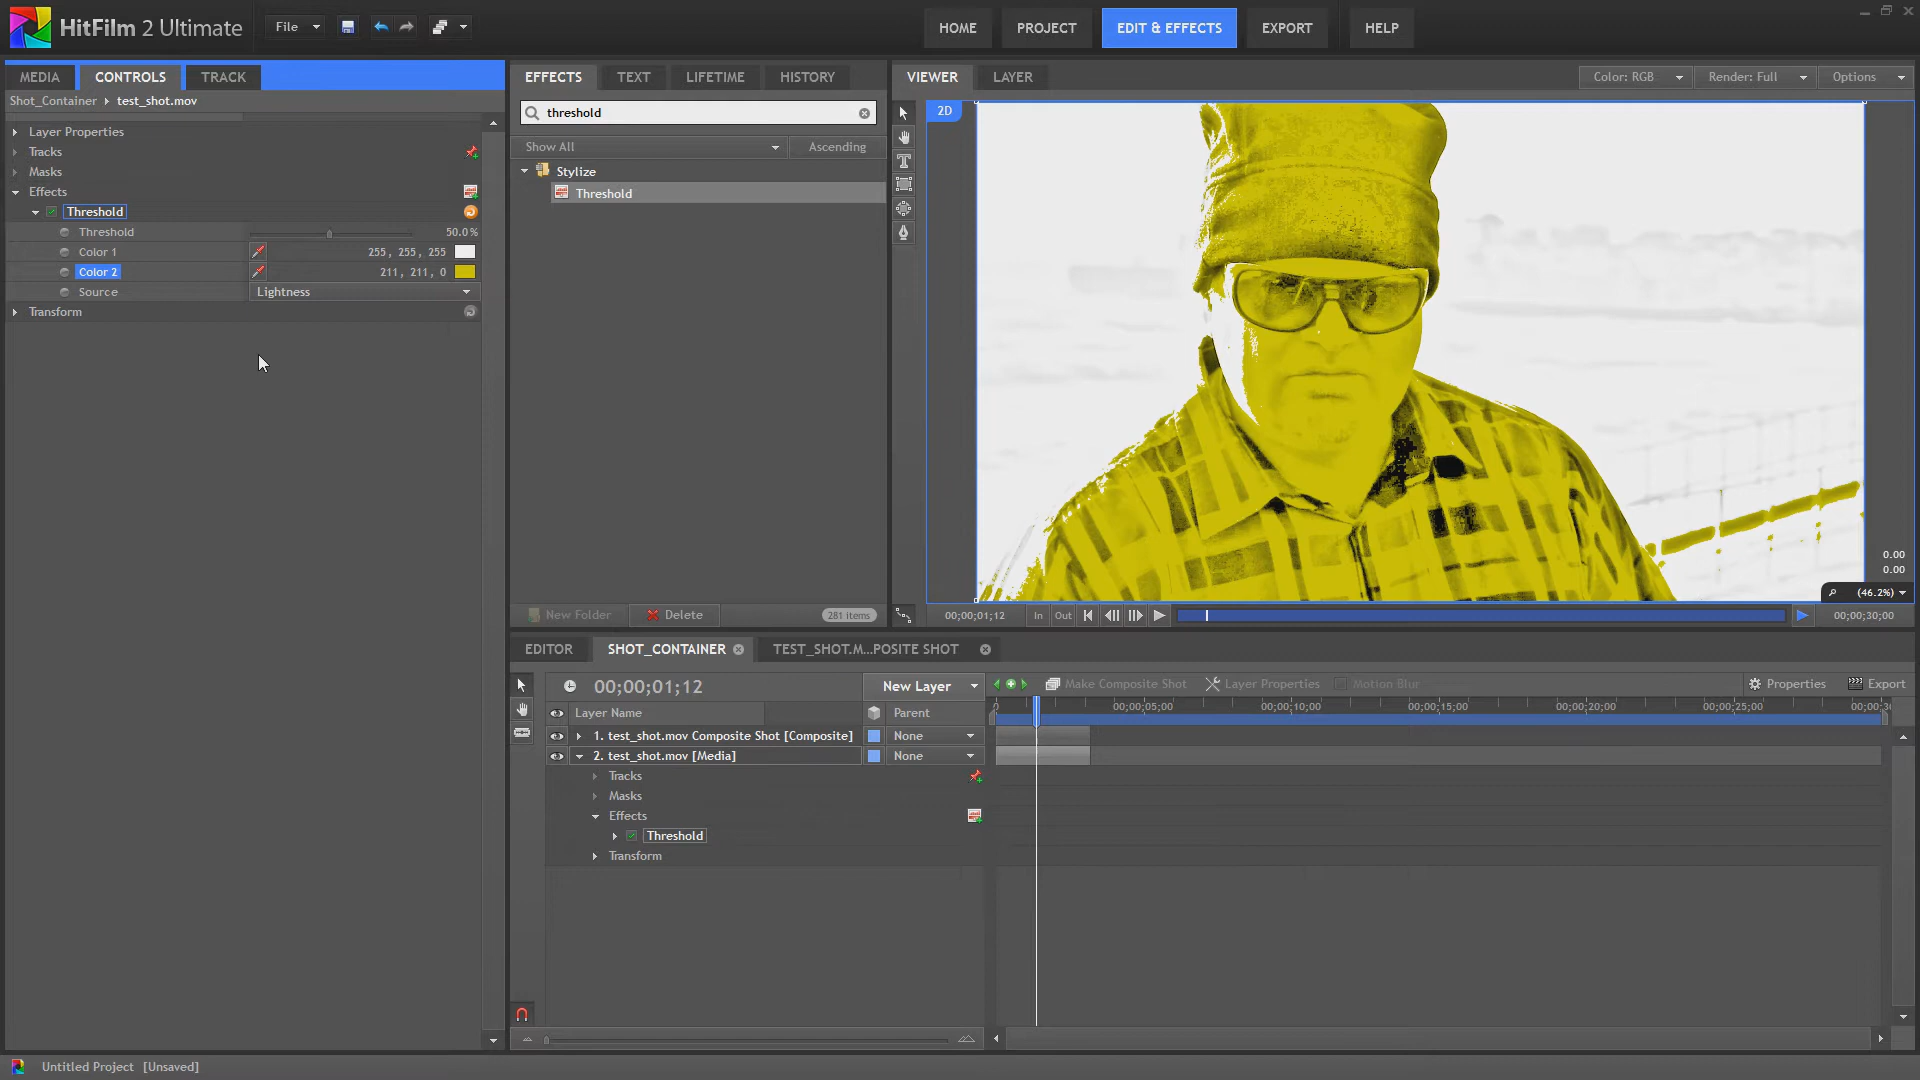 HitFilm 2 Ultimate
File
HOME
PROJECT
EDIT & EFFECTS
EXPORT
HELP
MEDIA
CONTROLS
TRACK
Shot_Container
test_shot.mov
Layer Properties
Tracks
Masks
Effects
Threshold
Threshold
50.0%
Color 1
255, 255, 255
Color 2
211, 211, 0
Source
Lightness
Transform
EFFECTS
TEXT
LIFETIME
HISTORY
threshold
Show All
Ascending
Stylize
Threshold
New Folder
Delete
281 items
VIEWER
LAYER
Color: RGB
Render: Full
Options
2D
0.00
0.00
(46.2%)
00;00;01;12
In
Out
00;00;30;00
EDITOR
SHOT_CONTAINER
TEST_SHOT.M...POSITE SHOT
00;00;01;12
New Layer
Make Composite Shot
Layer Properties
Motion Blur
Properties
Export
Layer Name
Parent
0
00;00;05;00
00;00;10;00
00;00;15;00
00;00;20;00
00;00;25;00
1. test_shot.mov Composite Shot [Composite]
None
2. test_shot.mov [Media]
None
Tracks
Masks
Effects
Threshold
Transform
Untitled Project
[Unsaved]